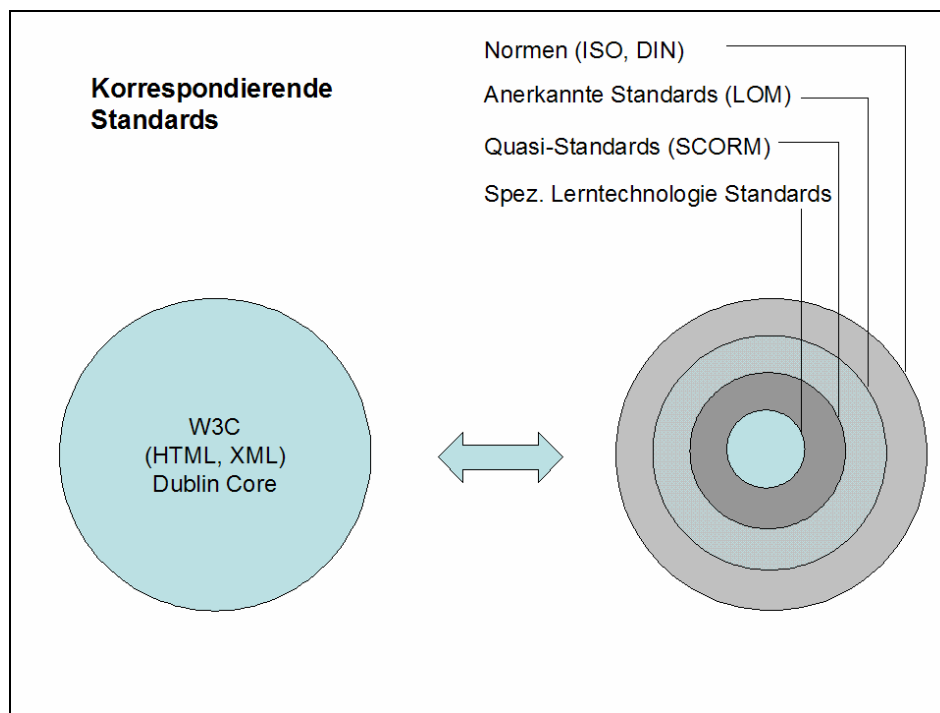 Korrespondierende
Standards
Normen (ISO, DIN)
Anerkannte Standards (LOM)
Quasi-Standards (SCORM)
Spez. Lerntechnologie Standards
W3C
(HTML, XML)
Dublin Core